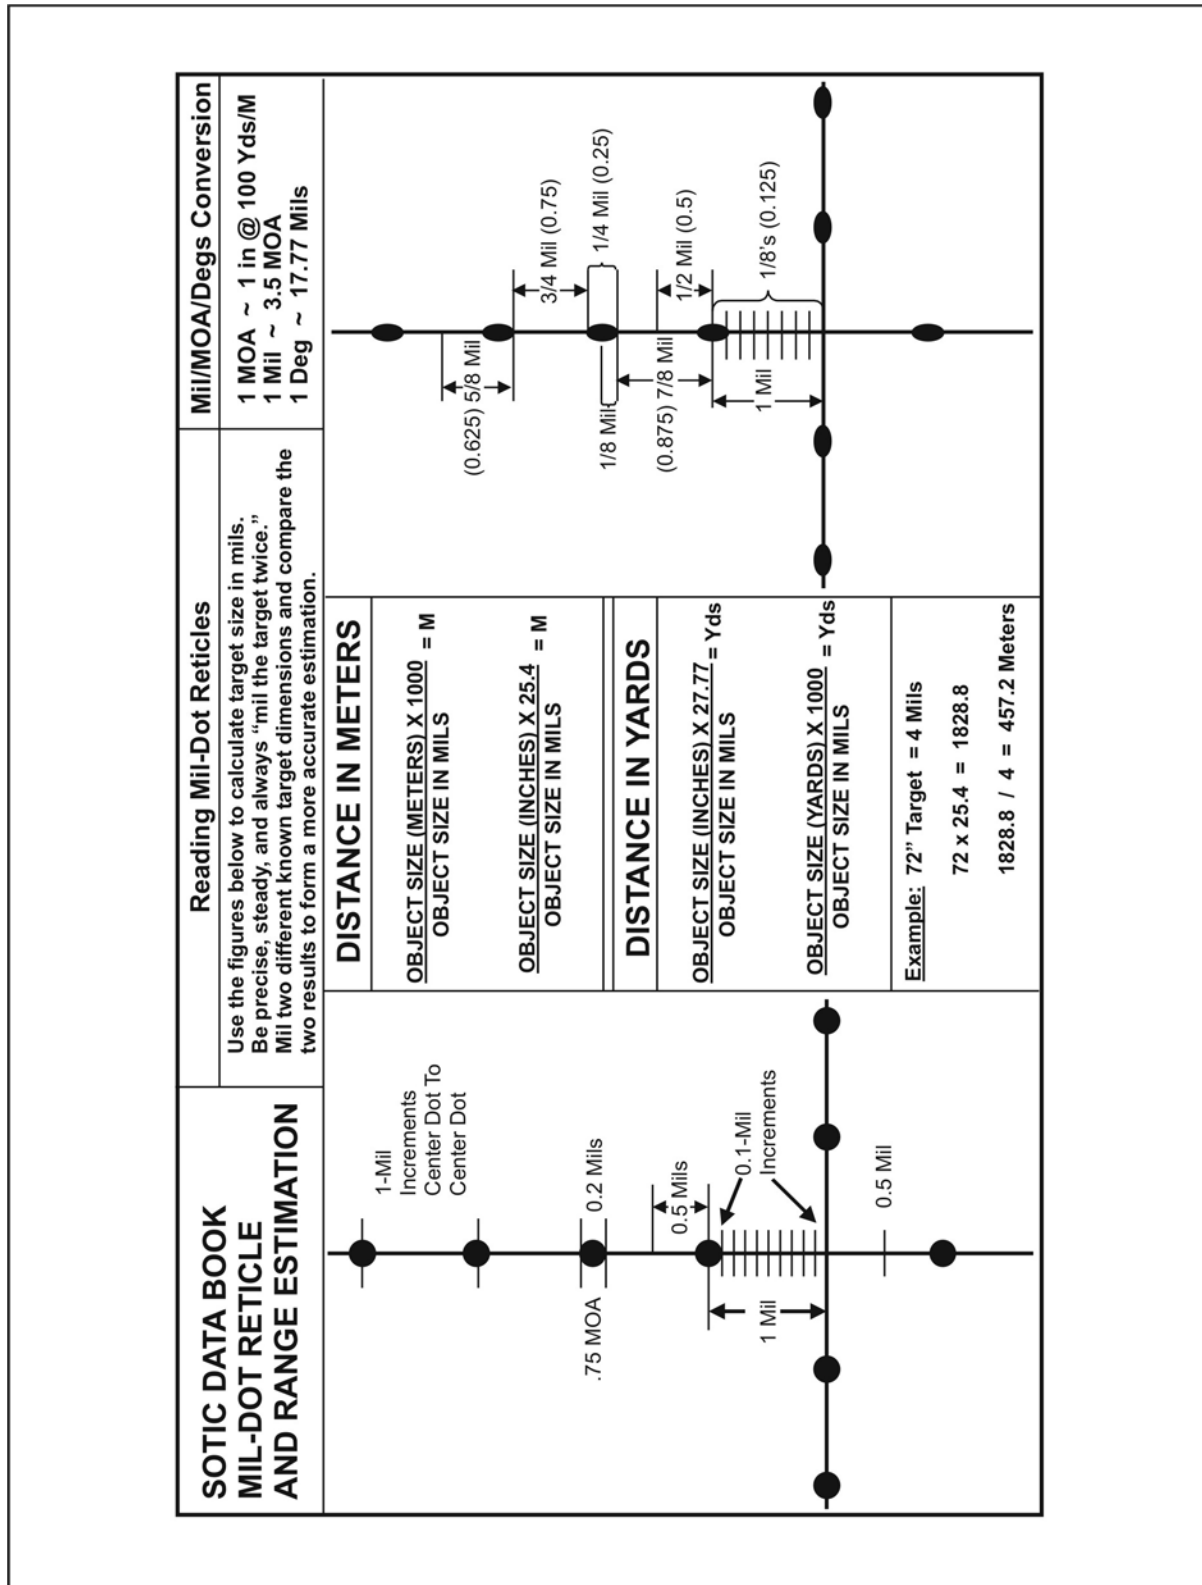 SOTIC DATA BOOK
MIL-DOT RETICLE
AND RANGE ESTIMATION
Reading Mil-Dot Reticles
Use the figures below to calculate target size in mils.
Be precise, steady, and always “mil the target twice.”
Mil two different known target dimensions and compare the
two results to form a more accurate estimation.
Mil/MOA/Degs Conversion
1 MOA ~ 1 in @ 100 Yds/M
1 Mil ~ 3.5 MOA
1 Deg ~ 17.77 Mils
1-Mil
Increments
Center Dot To
Center Dot
.75 MOA
0.2 Mils
0.5 Mils
1 Mil
0.1-Mil
Increments
0.5 Mil
DISTANCE IN METERS
OBJECT SIZE (METERS) X 1000 = M
OBJECT SIZE IN MILS
OBJECT SIZE (INCHES) X 25.4 = M
OBJECT SIZE IN MILS
DISTANCE IN YARDS
OBJECT SIZE (INCHES) X 27.77 = Yds
OBJECT SIZE IN MILS
OBJECT SIZE (YARDS) X 1000 = Yds
OBJECT SIZE IN MILS
Example: 72” Target = 4 Mils
72 x 25.4 = 1828.8
1828.8 / 4 = 457.2 Meters
(0.625) 5/8 Mil
3/4 Mil (0.75)
1/8 Mil
1/4 Mil (0.25)
(0.875) 7/8 Mil
1/2 Mil (0.5)
1 Mil
1/8’s (0.125)